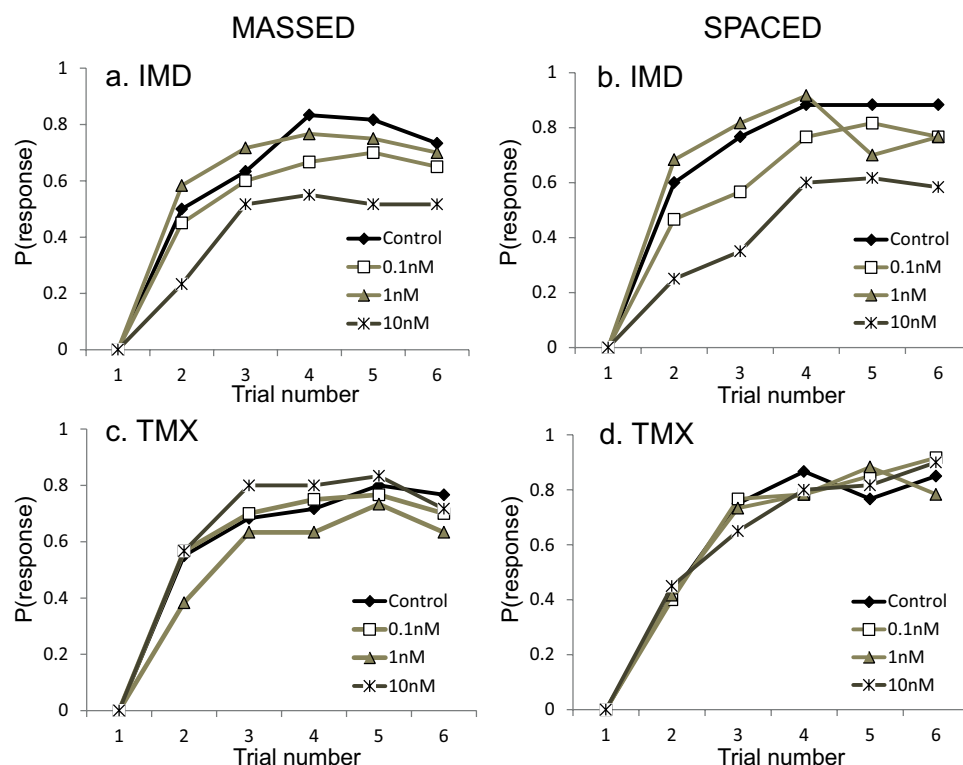 MASSED
SPACED
a. IMD
P(response)
1
0.8
0.6
0.4
0.2
0
Control
0.1nM
1nM
10nM
1 2 3 4 5 6
Trial number
b. IMD
P(response)
1
0.8
0.6
0.4
0.2
0
Control
0.1nM
1nM
10nM
1 2 3 4 5 6
Trial number
c. TMX
P(response)
1
0.8
0.6
0.4
0.2
0
Control
0.1nM
1nM
10nM
1 2 3 4 5 6
Trial number
d. TMX
P(response)
1
0.8
0.6
0.4
0.2
0
Control
0.1nM
1nM
10nM
1 2 3 4 5 6
Trial number